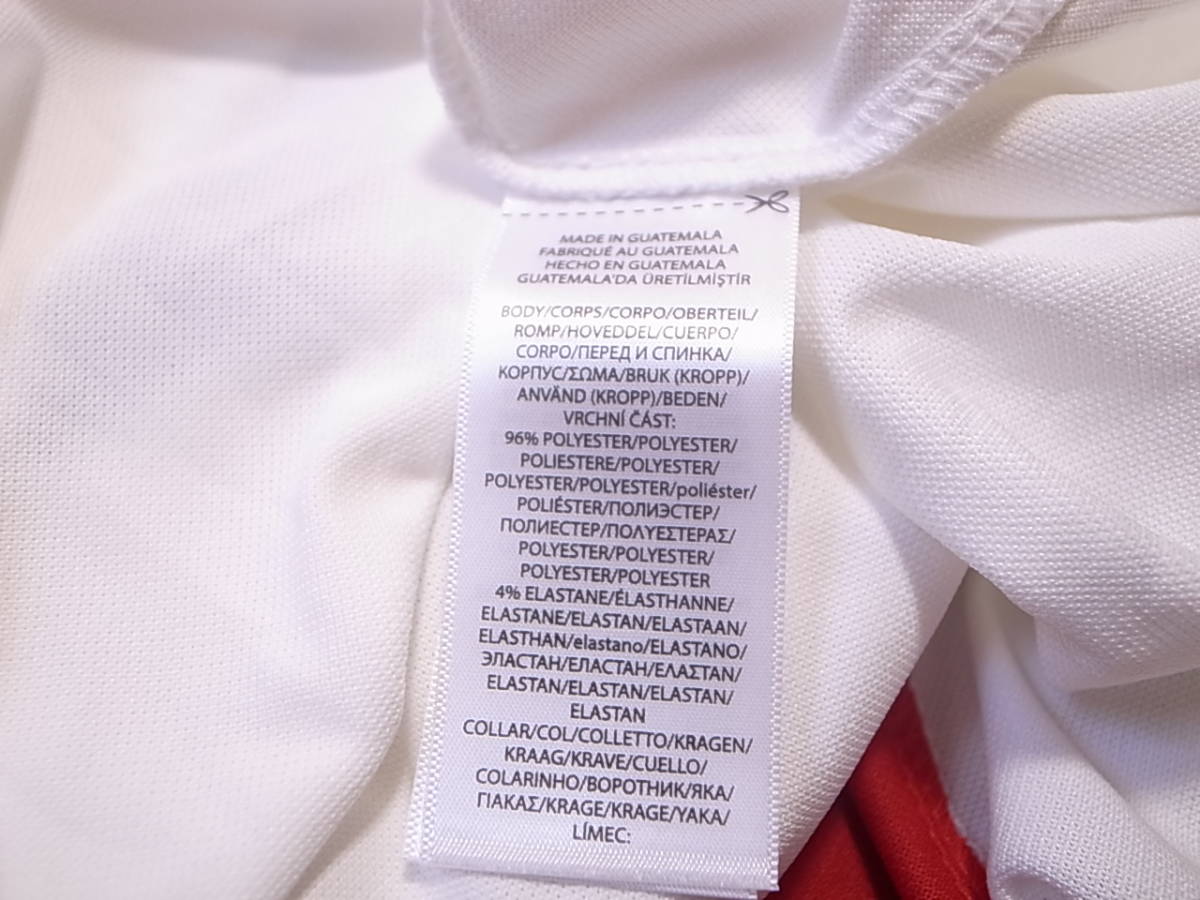 MADE IN GUATEMALA
FABRIQUÉ AU GUATEMALA
HECHO EN GUATEMALA
GUATEMALA'DA ÜRETİLMİŞTİR
BODY/CORPS/CORPO/OBERTEIL/
ROMP/HOVEDDEL/CUERPO/
CORPO/ПЕРЕД И СПИНКА/
КОРПУС/ΣΩΜΑ/BRUK (KROPP)/
ANVÄND (KROPP)/BEDEN/
VRCHNÍ ČÁST:
96% POLYESTER/POLYESTER/
POLIESTERE/POLYESTER/
POLYESTER/POLYESTER/poliéster/
POLIÉSTER/ПОЛИЭСТЕР/
ПОЛИЕСТЕР/ΠΟΛΥΕΣΤΕΡΑΣ/
POLYESTER/POLYESTER/
POLYESTER/POLYESTER
4% ELASTANE/ÉLASTHANNE/
ELASTANE/ELASTAN/ELASTAAN/
ELASTHAN/elastano/ELASTANO/
ЭЛАСТАН/ЕЛАСТАН/ΕΛΑΣΤΑΝ/
ELASTAN/ELASTAN/ELASTAN/
ELASTAN
COLLAR/COL/COLLETTO/KRAGEN/
KRAAG/KRAVE/CUELLO/
COLARINHO/ВОРОТНИК/ЯКА/
ΓΙΑΚΑΣ/KRAGE/KRAGE/YAKA/
LÍMEC: